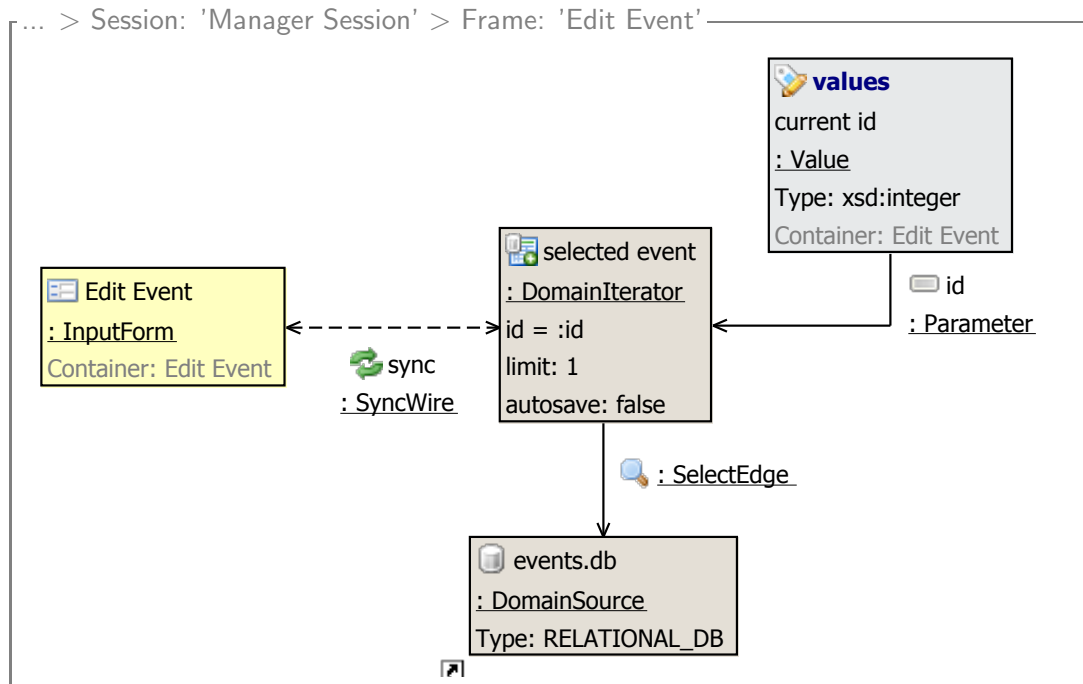 ... > Session: 'Manager Session' > Frame: 'Edit Event'
values
current id
: Value
Type: xsd:integer
Container: Edit Event
id
: Parameter
selected event
: DomainIterator
id = :id
limit: 1
autosave: false
Edit Event
: InputForm
Container: Edit Event
sync
: SyncWire
: SelectEdge
events.db
: DomainSource
Type: RELATIONAL_DB